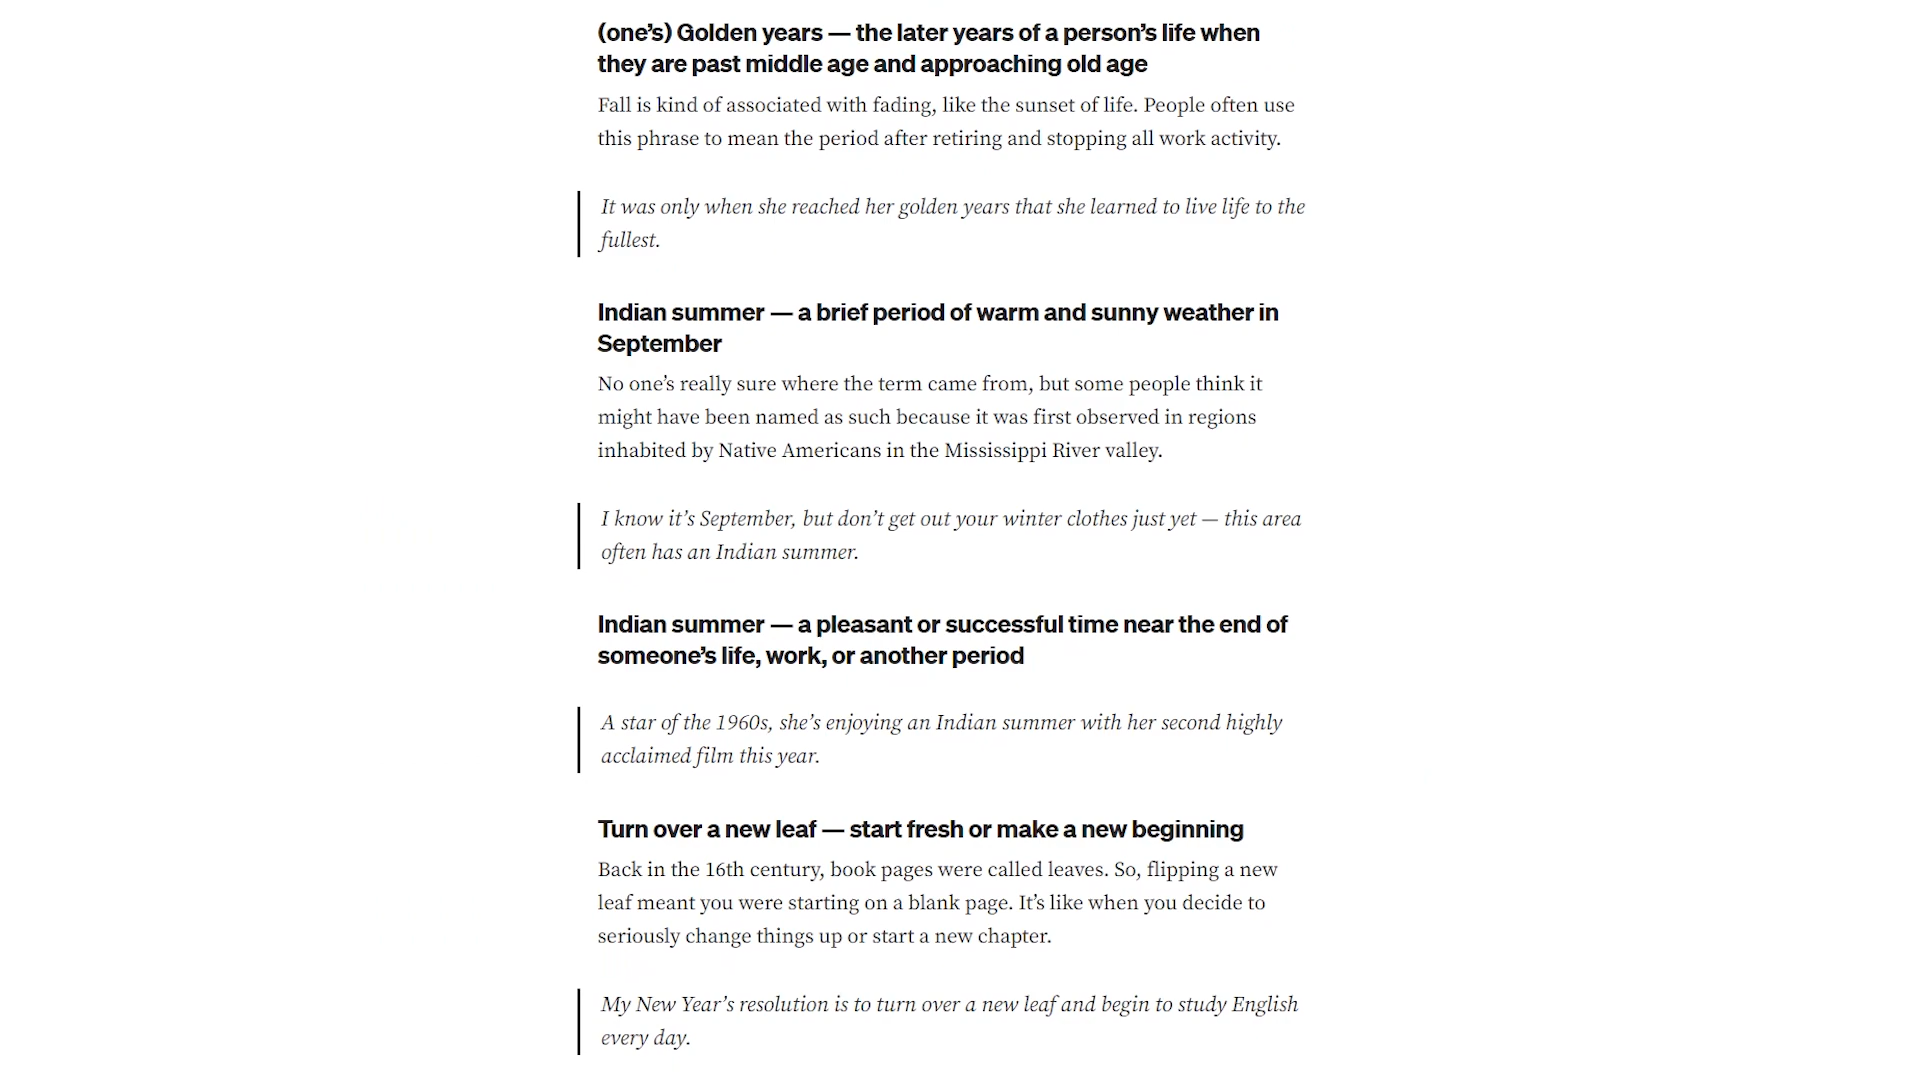 (one’s) Golden years — the later years of a person’s life when
they are past middle age and approaching old age
Fall is kind of associated with fading, like the sunset of life. People often use
this phrase to mean the period after retiring and stopping all work activity.
It was only when she reached her golden years that she learned to live life to the
fullest.
Indian summer — a brief period of warm and sunny weather in
September
No one’s really sure where the term came from, but some people think it
might have been named as such because it was first observed in regions
inhabited by Native Americans in the Mississippi River valley.
I know it’s September, but don’t get out your winter clothes just yet — this area
often has an Indian summer.
Indian summer — a pleasant or successful time near the end of
someone’s life, work, or another period
A star of the 1960s, she’s enjoying an Indian summer with her second highly
acclaimed film this year.
Turn over a new leaf — start fresh or make a new beginning
Back in the 16th century, book pages were called leaves. So, flipping a new
leaf meant you were starting on a blank page. It’s like when you decide to
seriously change things up or start a new chapter.
My New Year’s resolution is to turn over a new leaf and begin to study English
every day.